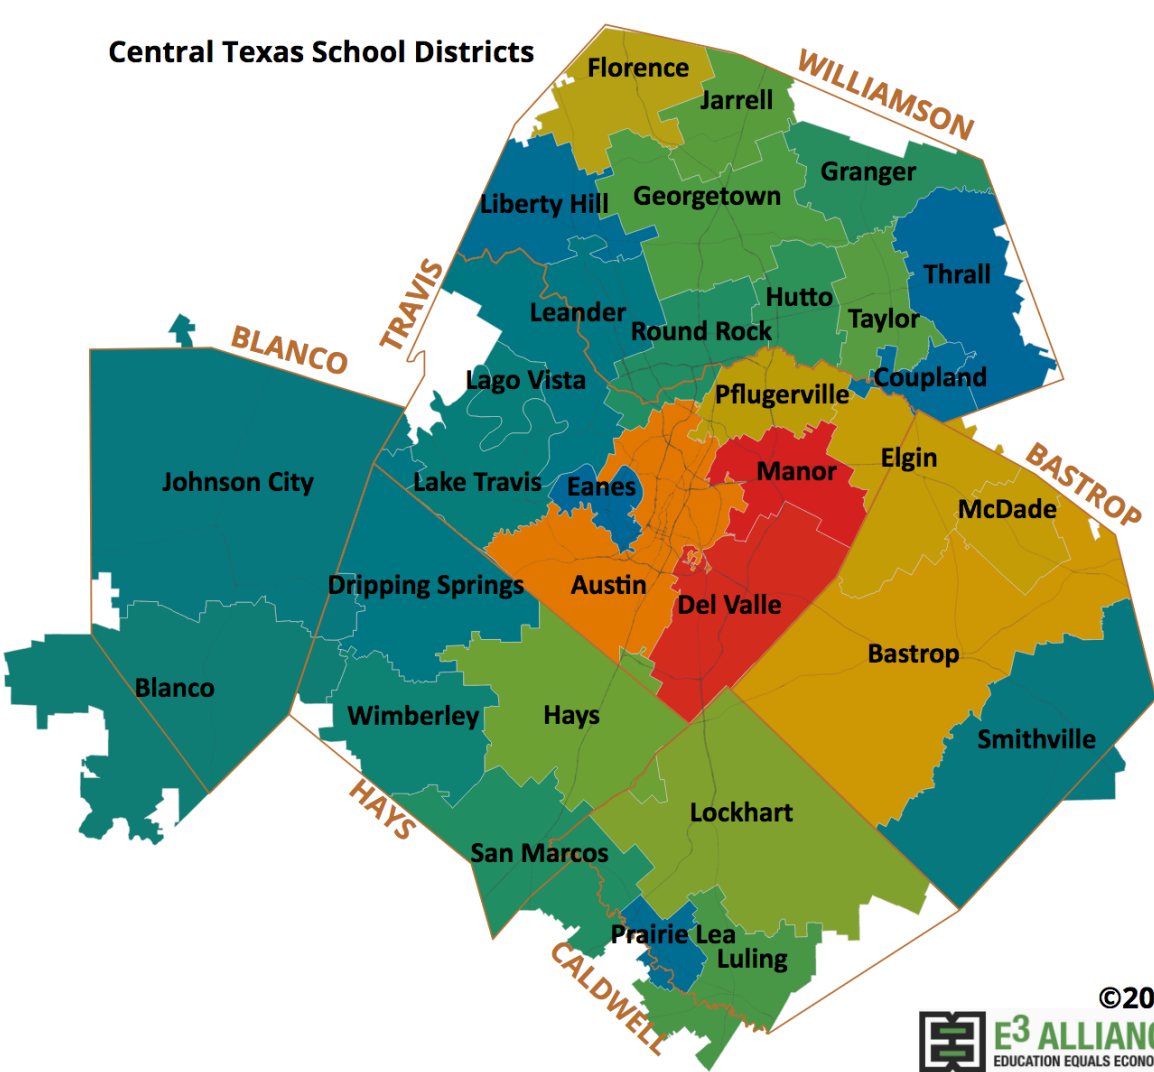 Central Texas School Districts
WILLIAMSON
Florence
Jarrell
Granger
Liberty Hill
Georgetown
TRAVIS
Thrall
Leander
Hutto
Round Rock
Taylor
BLANCO
Lago Vista
Coupland
Pflugerville
Elgin
BASTROP
Manor
Johnson City
Lake Travis
Eanes
McDade
Dripping Springs
Austin
Del Valle
Bastrop
Blanco
Wimberley
Hays
Smithville
HAYS
Lockhart
San Marcos
Prairie Lea
Luling
CALDWELL
©20
E3 ALLIANC
EDUCATION EQUALS ECONO